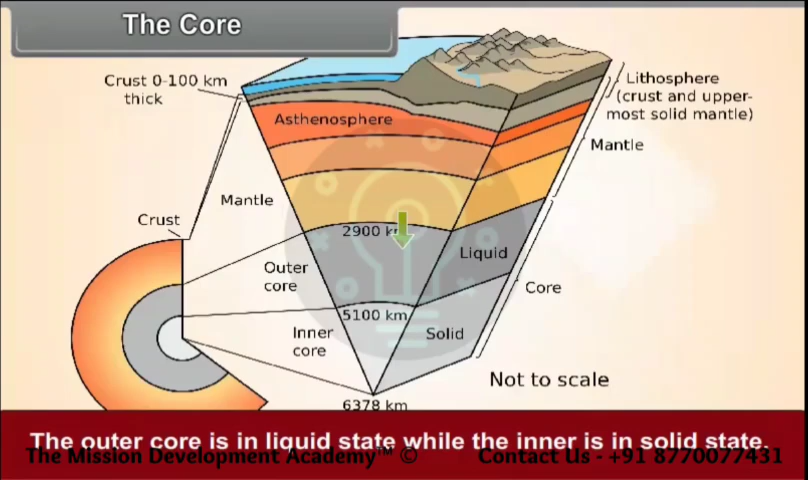 The Core
Crust 0-100 km
thick
Lithosphere
(crust and upper-
most solid mantle)
Asthenosphere
Mantle
Mantle
Crust
2900 km
Liquid
Outer
core
Core
5100 km
Inner
core
Solid
Not to scale
6378 km
The outer core is in liquid state while the inner is in solid state.
The Mission Development Academy™ ©
Contact Us - +91 8770077431